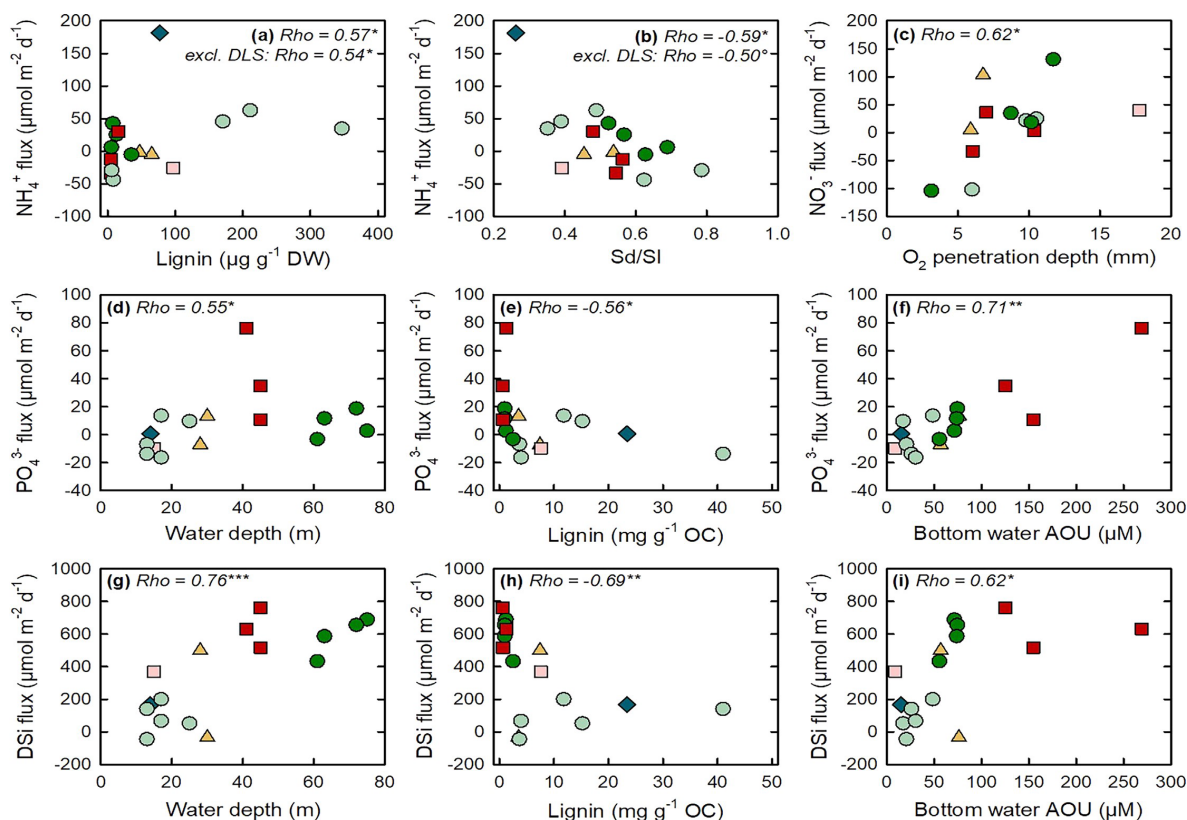 (a) Rho = 0.57*
excl. DLS: Rho = 0.54*
200
150
100
50
0
-50
-100
NH₄⁺ flux (µmol m⁻² d⁻¹)
0 100 200 300 400
Lignin (µg g⁻¹ DW)
(b) Rho = -0.59*
excl. DLS: Rho = -0.50°
200
150
100
50
0
-50
-100
NH₄⁺ flux (µmol m⁻² d⁻¹)
0.2 0.4 0.6 0.8 1.0
Sd/Sl
(c) Rho = 0.62*
200
150
100
50
0
-50
-100
-150
NO₃⁻ flux (µmol m⁻² d⁻¹)
0 5 10 15 20
O₂ penetration depth (mm)
(d) Rho = 0.55*
100
80
60
40
20
0
-20
-40
PO₄³⁻ flux (µmol m⁻² d⁻¹)
0 20 40 60 80
Water depth (m)
(e) Rho = -0.56*
100
80
60
40
20
0
-20
-40
PO₄³⁻ flux (µmol m⁻² d⁻¹)
0 10 20 30 40 50
Lignin (mg g⁻¹ OC)
(f) Rho = 0.71**
100
80
60
40
20
0
-20
-40
PO₄³⁻ flux (µmol m⁻² d⁻¹)
0 50 100 150 200 250 300
Bottom water AOU (µM)
(g) Rho = 0.76***
1000
800
600
400
200
0
-200
DSi flux (µmol m⁻² d⁻¹)
0 20 40 60 80
Water depth (m)
(h) Rho = -0.69**
1000
800
600
400
200
0
-200
DSi flux (µmol m⁻² d⁻¹)
0 10 20 30 40 50
Lignin (mg g⁻¹ OC)
(i) Rho = 0.62*
1000
800
600
400
200
0
-200
DSi flux (µmol m⁻² d⁻¹)
0 50 100 150 200 250 300
Bottom water AOU (µM)